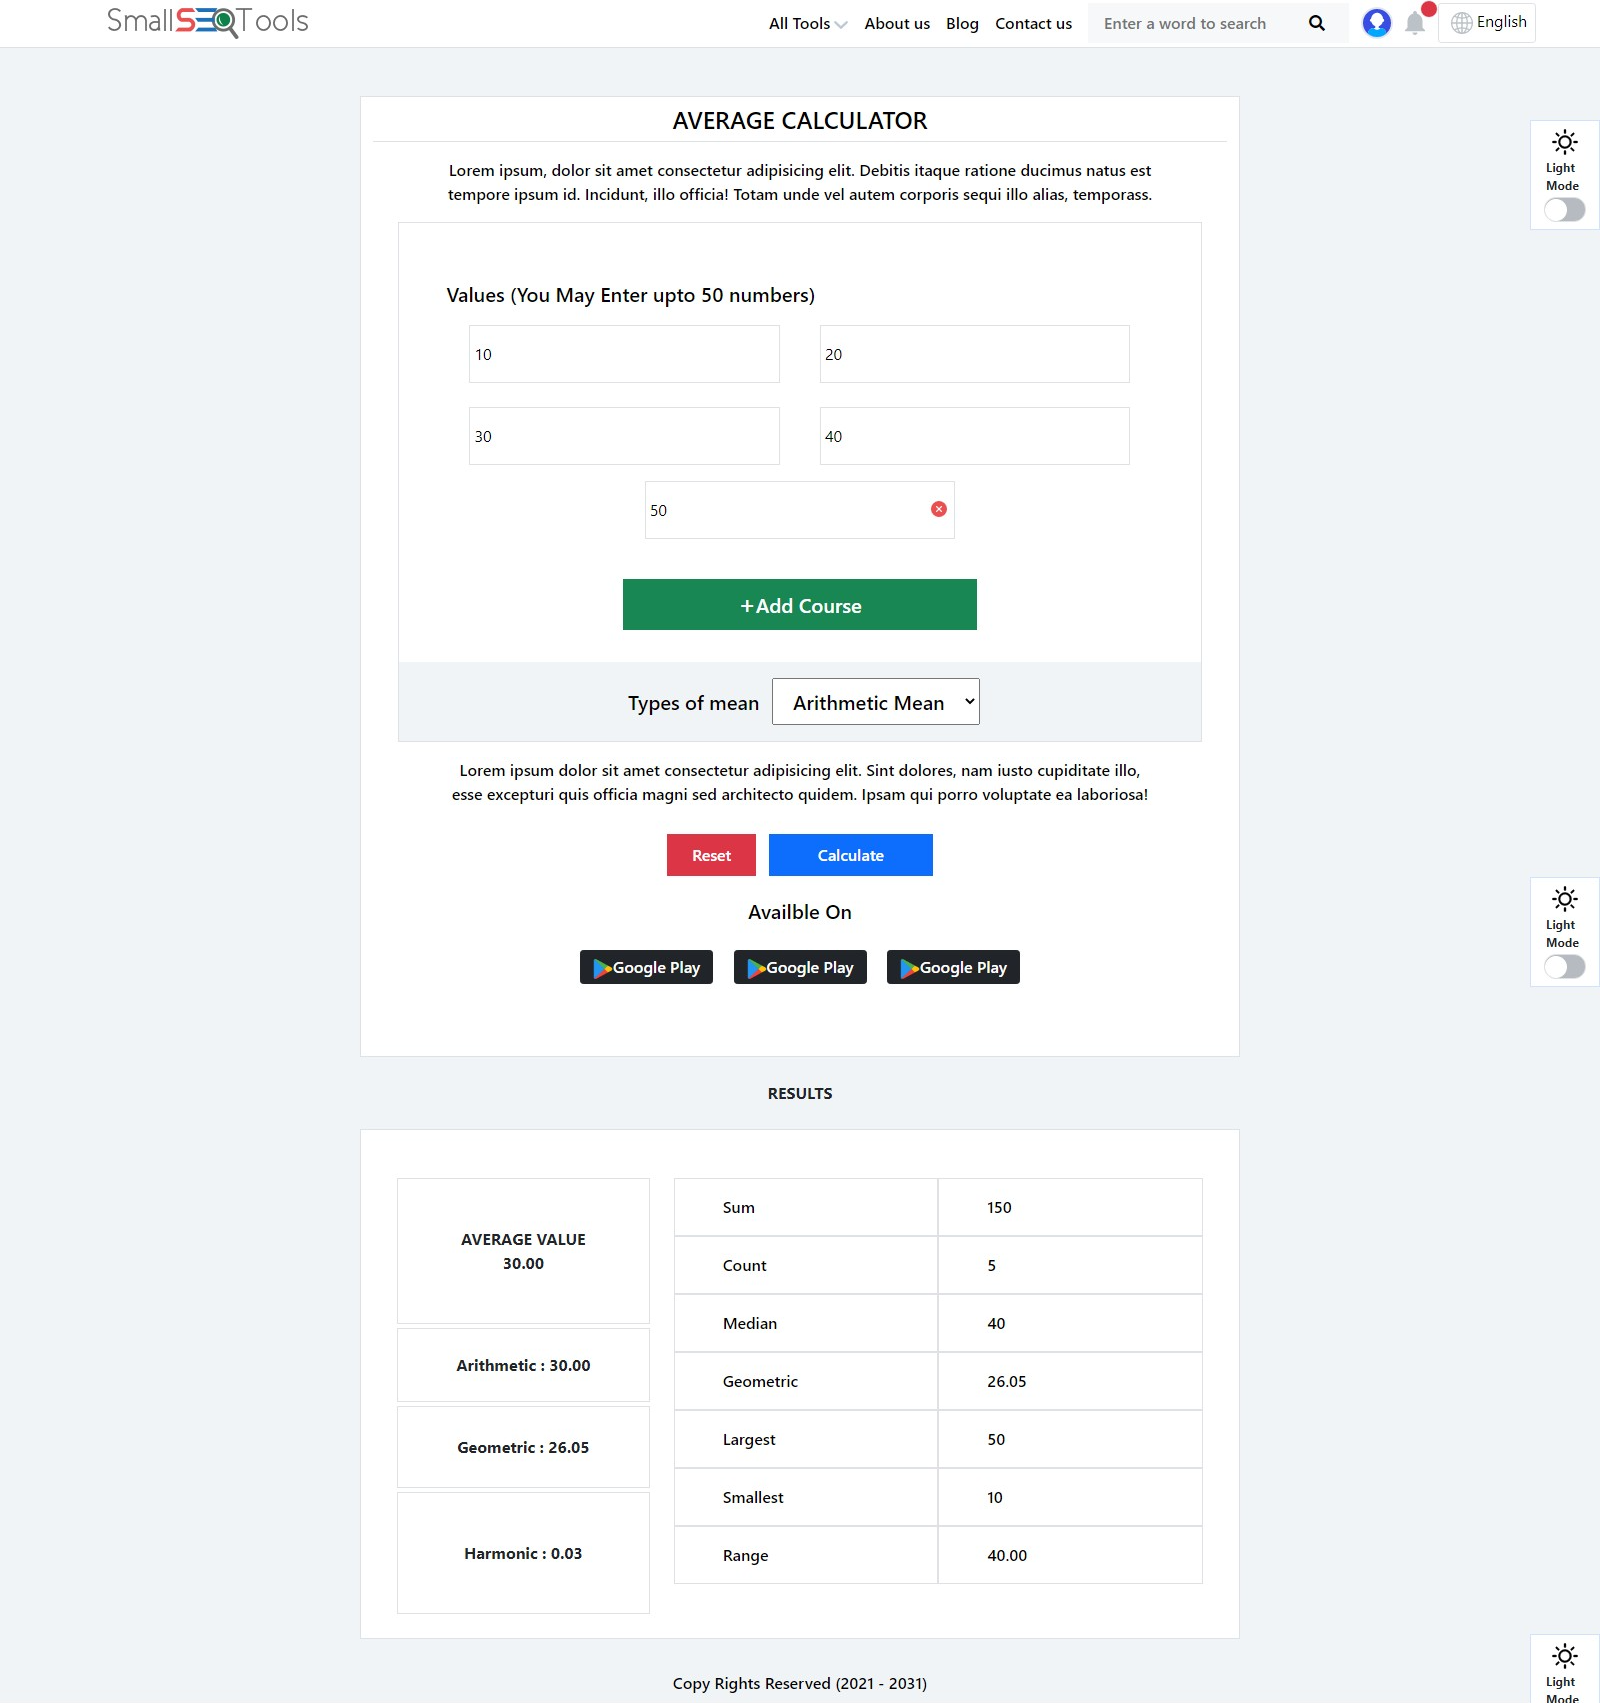 SmallSEOTools
All Tools About us Blog Contact us Enter a word to search English
AVERAGE CALCULATOR
Light
Mode
Lorem ipsum, dolor sit amet consectetur adipisicing elit. Debitis itaque ratione ducimus natus est
tempore ipsum id. Incidunt, illo officia! Totam unde vel autem corporis sequi illo alias, temporass.
Values (You May Enter upto 50 numbers)
10 20
30 40
50
+Add Course
Types of mean Arithmetic Mean
Lorem ipsum dolor sit amet consectetur adipisicing elit. Sint dolores, nam iusto cupiditate illo,
esse excepturi quis officia magni sed architecto quidem. Ipsam qui porro voluptate ea laboriosa!
Reset Calculate
Availble On
Light
Mode
Google Play Google Play Google Play
RESULTS
AVERAGE VALUE
30.00
Arithmetic : 30.00
Geometric : 26.05
Harmonic : 0.03
Sum 150
Count 5
Median 40
Geometric 26.05
Largest 50
Smallest 10
Range 40.00
Copy Rights Reserved (2021 - 2031)
Light
Mode